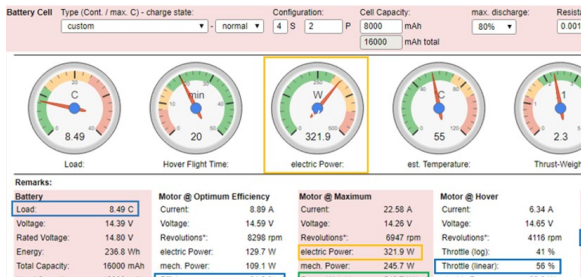 Battery Cell Type (Cont. / max. C) - charge state: Configuration: Cell Capacity: max. discharge: Resista
custom - normal 4 S 2 P 8000 mAh 80% 0.001
16000 mAh total
C min W °C
8.49 20 321.9 55 2.3
Load: Hover Flight Time: electric Power: est. Temperature: Thrust-Weigh
Remarks:
Battery Motor @ Optimum Efficiency Motor @ Maximum Motor @ Hover
Load: 8.49 C Current: 8.89 A Current: 22.58 A Current: 6.34 A
Voltage: 14.39 V Voltage: 14.59 V Voltage: 14.26 V Voltage: 14.65 V
Rated Voltage: 14.80 V Revolutions*: 8298 rpm Revolutions*: 6947 rpm Revolutions*: 4116 rpm
Energy: 236.8 Wh electric Power: 129.7 W electric Power: 321.9 W Throttle (log): 41 %
Total Capacity: 16000 mAh mech. Power: 109.1 W mech. Power: 245.7 W Throttle (linear): 56 %